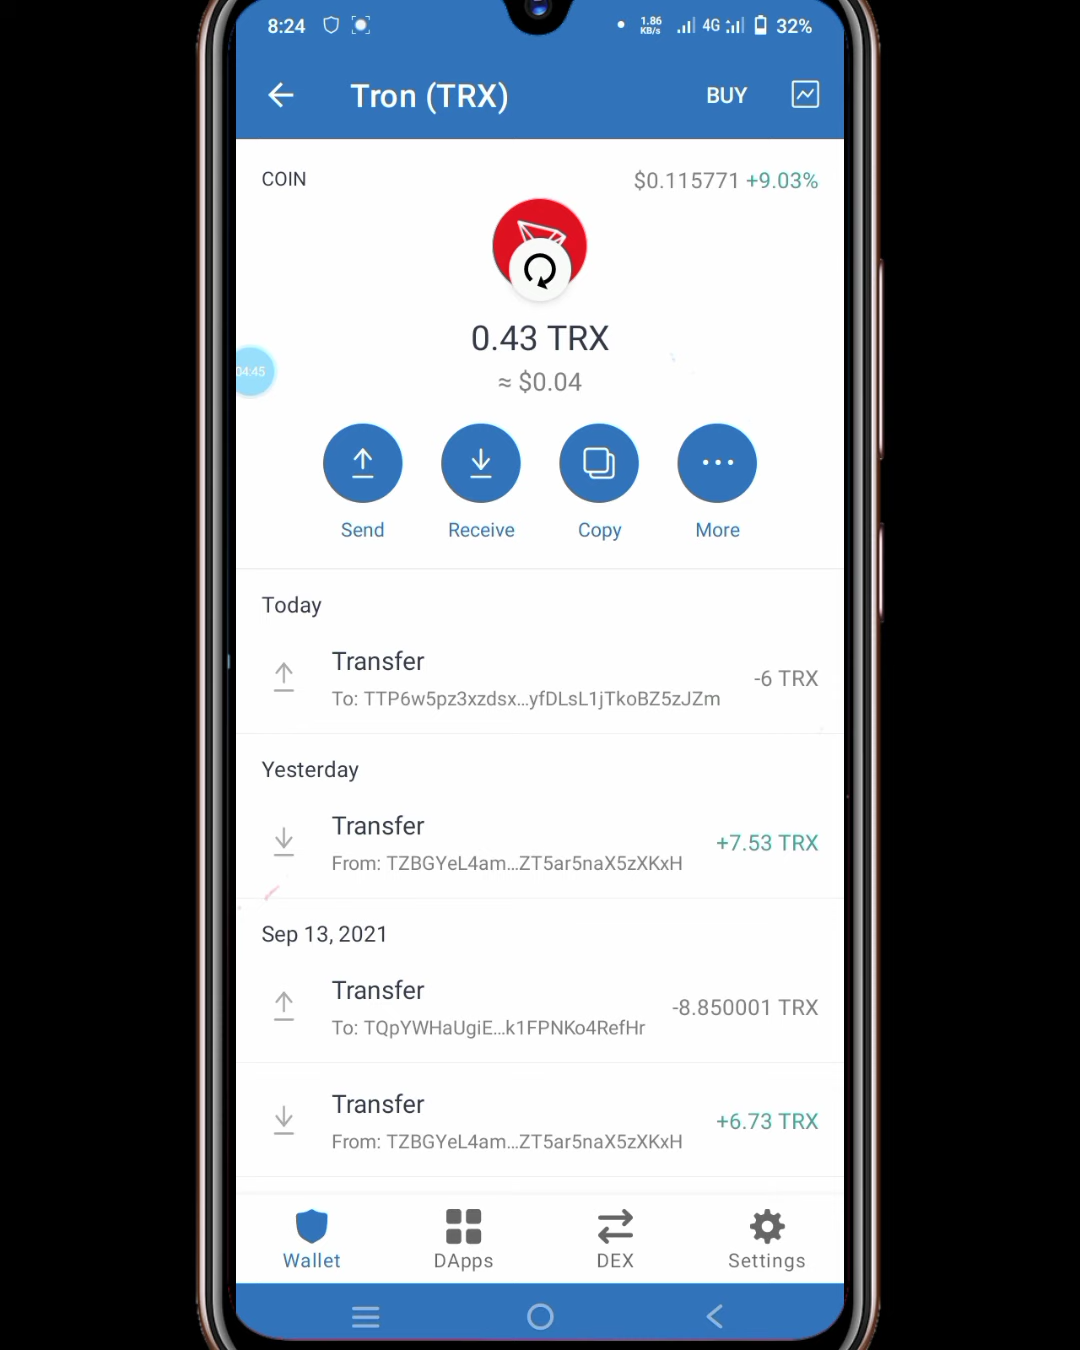 8:24 1.86 KB/s 4G 32%
Tron (TRX) BUY
COIN $0.115771 +9.03%
0.43 TRX
≈ $0.04
04:45
Send Receive Copy More
Today
Transfer
To: TTP6w5pz3xzdsx...yfDLsL1jTkoBZ5zJZm -6 TRX
Yesterday
Transfer
From: TZBGYeL4am...ZT5ar5naX5zXKxH +7.53 TRX
Sep 13, 2021
Transfer
To: TQpYWHaUgiE...k1FPNKo4RefHr -8.850001 TRX
Transfer
From: TZBGYeL4am...ZT5ar5naX5zXKxH +6.73 TRX
Wallet DApps DEX Settings